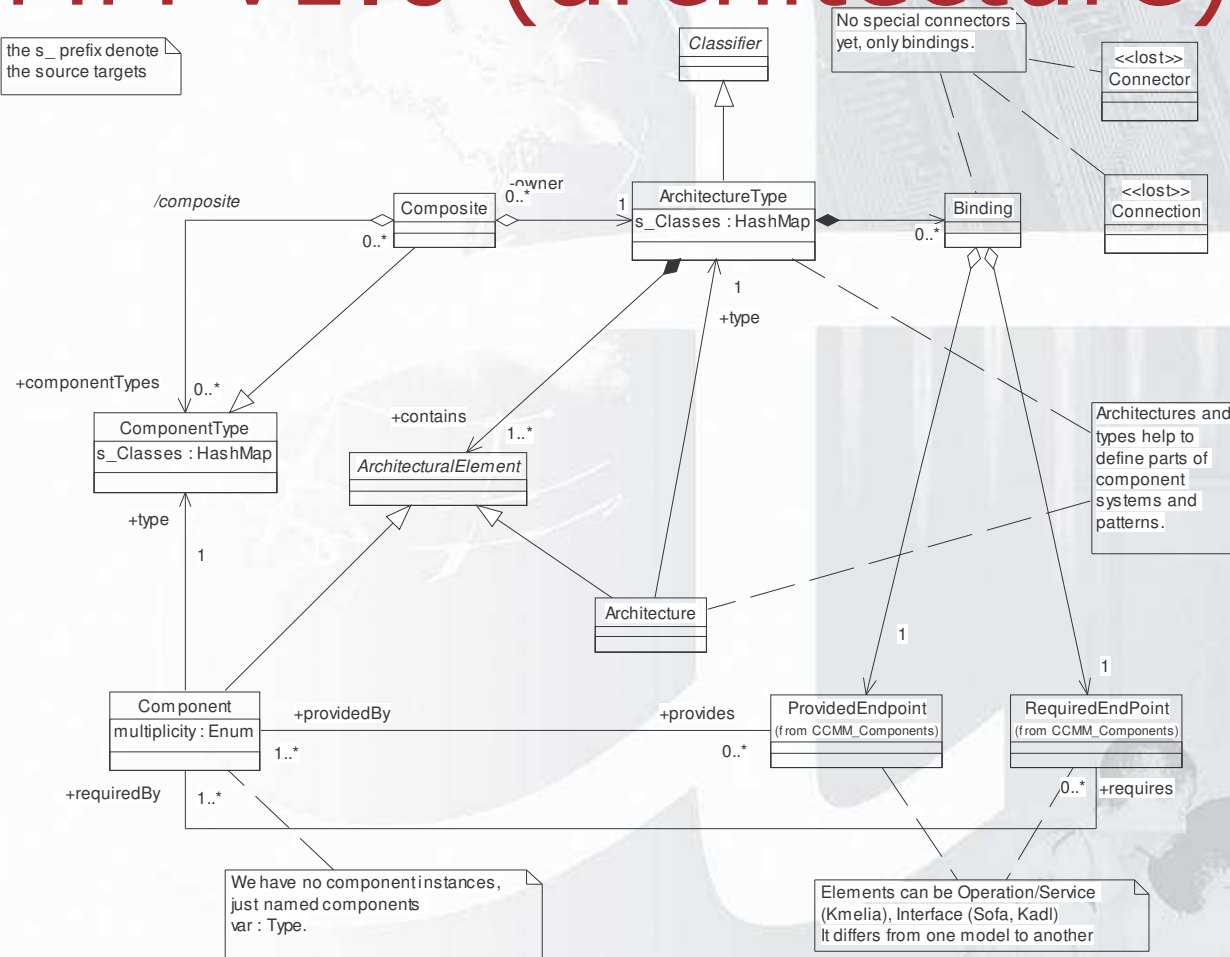 (architecture)
the s_ prefix denote
the source targets
Classifier
No special connectors
yet, only bindings.
<<lost>>
Connector
/composite
Composite
0..*
-owner
0..*
1
ArchitectureType
s_Classes : HashMap
Binding
0..*
<<lost>>
Connection
1
+type
+componentTypes
0..*
ComponentType
s_Classes : HashMap
+contains
1..*
ArchitecturalElement
Architectures and
types help to
define parts of
component
systems and
patterns.
+type
1
Architecture
1
1
Component
multiplicity : Enum
+providedBy
1..*
+provides
0..*
ProvidedEndpoint
(from CCMM_Components)
RequiredEndPoint
(from CCMM_Components)
+requiredBy
1..*
0..*
+requires
We have no component instances,
just named components
var : Type.
Elements can be Operation/Service
(Kmelia), Interface (Sofa, Kadl)
It differs from one model to another